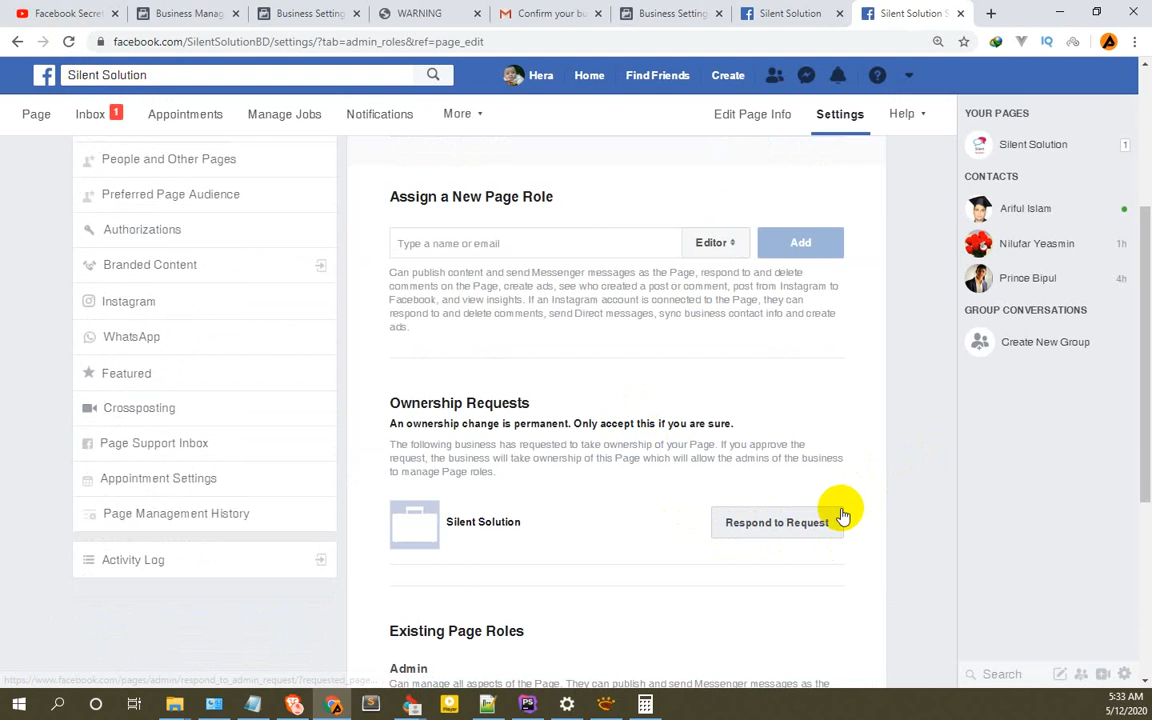 Facebook Secret
Business Manag
Business Setting
WARNING
Confirm your bu
Business Setting
Silent Solution
Silent Solution S
facebook.com/SilentSolutionBD/settings/?tab=admin_roles&ref=page_edit
Silent Solution
Hera
Home
Find Friends
Create
Page
Inbox 1
Appointments
Manage Jobs
Notifications
More
Edit Page Info
Settings
Help
People and Other Pages
Preferred Page Audience
Authorizations
Branded Content
Instagram
WhatsApp
Featured
Crossposting
Page Support Inbox
Appointment Settings
Page Management History
Activity Log
Assign a New Page Role
Type a name or email
Editor
Add
Can publish content and send Messenger messages as the Page, respond to and delete
comments on the Page, create ads, see who created a post or comment, post from Instagram to
Facebook, and view insights. If an Instagram account is connected to the Page, they can
respond to and delete comments, send Direct messages, sync business contact info and create
ads.
Ownership Requests
An ownership change is permanent. Only accept this if you are sure.
The following business has requested to take ownership of your Page. If you approve the
request, the business will take ownership of this Page which will allow the admins of the business
to manage Page roles.
Silent Solution
Respond to Request
Existing Page Roles
Admin
Can manage all aspects of the Page. They can publish and send Messenger messages as the
YOUR PAGES
Silent Solution 1
CONTACTS
Ariful Islam
Nilufar Yeasmin 1h
Prince Bipul 4h
GROUP CONVERSATIONS
Create New Group
Search
https://www.facebook.com/pages/admin/respond_to_admin_request/?requested_page...
5:33 AM
5/12/2020